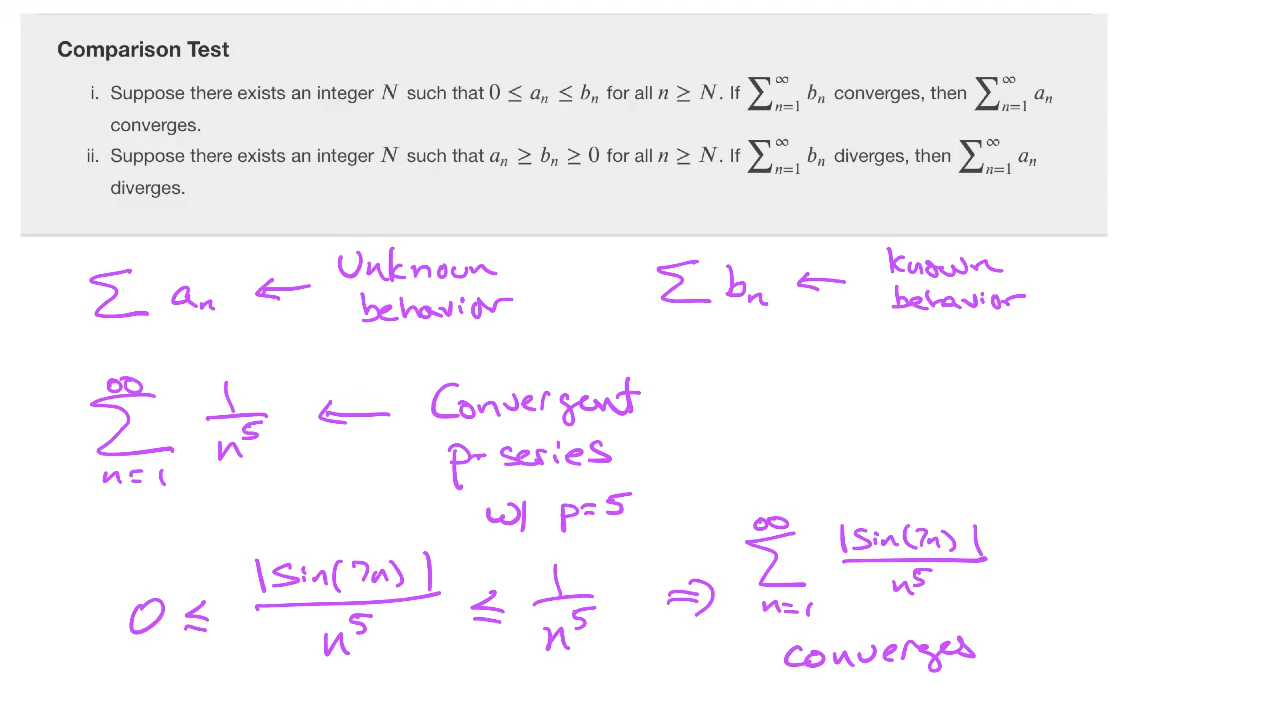 Comparison Test
i. Suppose there exists an integer N such that 0 ≤ aₙ ≤ bₙ for all n ≥ N. If ∑_{n=1}^{∞} bₙ converges, then ∑_{n=1}^{∞} aₙ
converges.
ii. Suppose there exists an integer N such that aₙ ≥ bₙ ≥ 0 for all n ≥ N. If ∑_{n=1}^{∞} bₙ diverges, then ∑_{n=1}^{∞} aₙ
diverges.
∑ aₙ ← Unknown
behavior
∑ bₙ ← known
behavior
∑_{n=1}^{∞} 1/n⁵ ← Convergent
p-series
w/ p=5
0 ≤ |sin(7n)|/n⁵ ≤ 1/n⁵ ⇒ ∑_{n=1}^{∞} |sin(7n)|/n⁵
converges